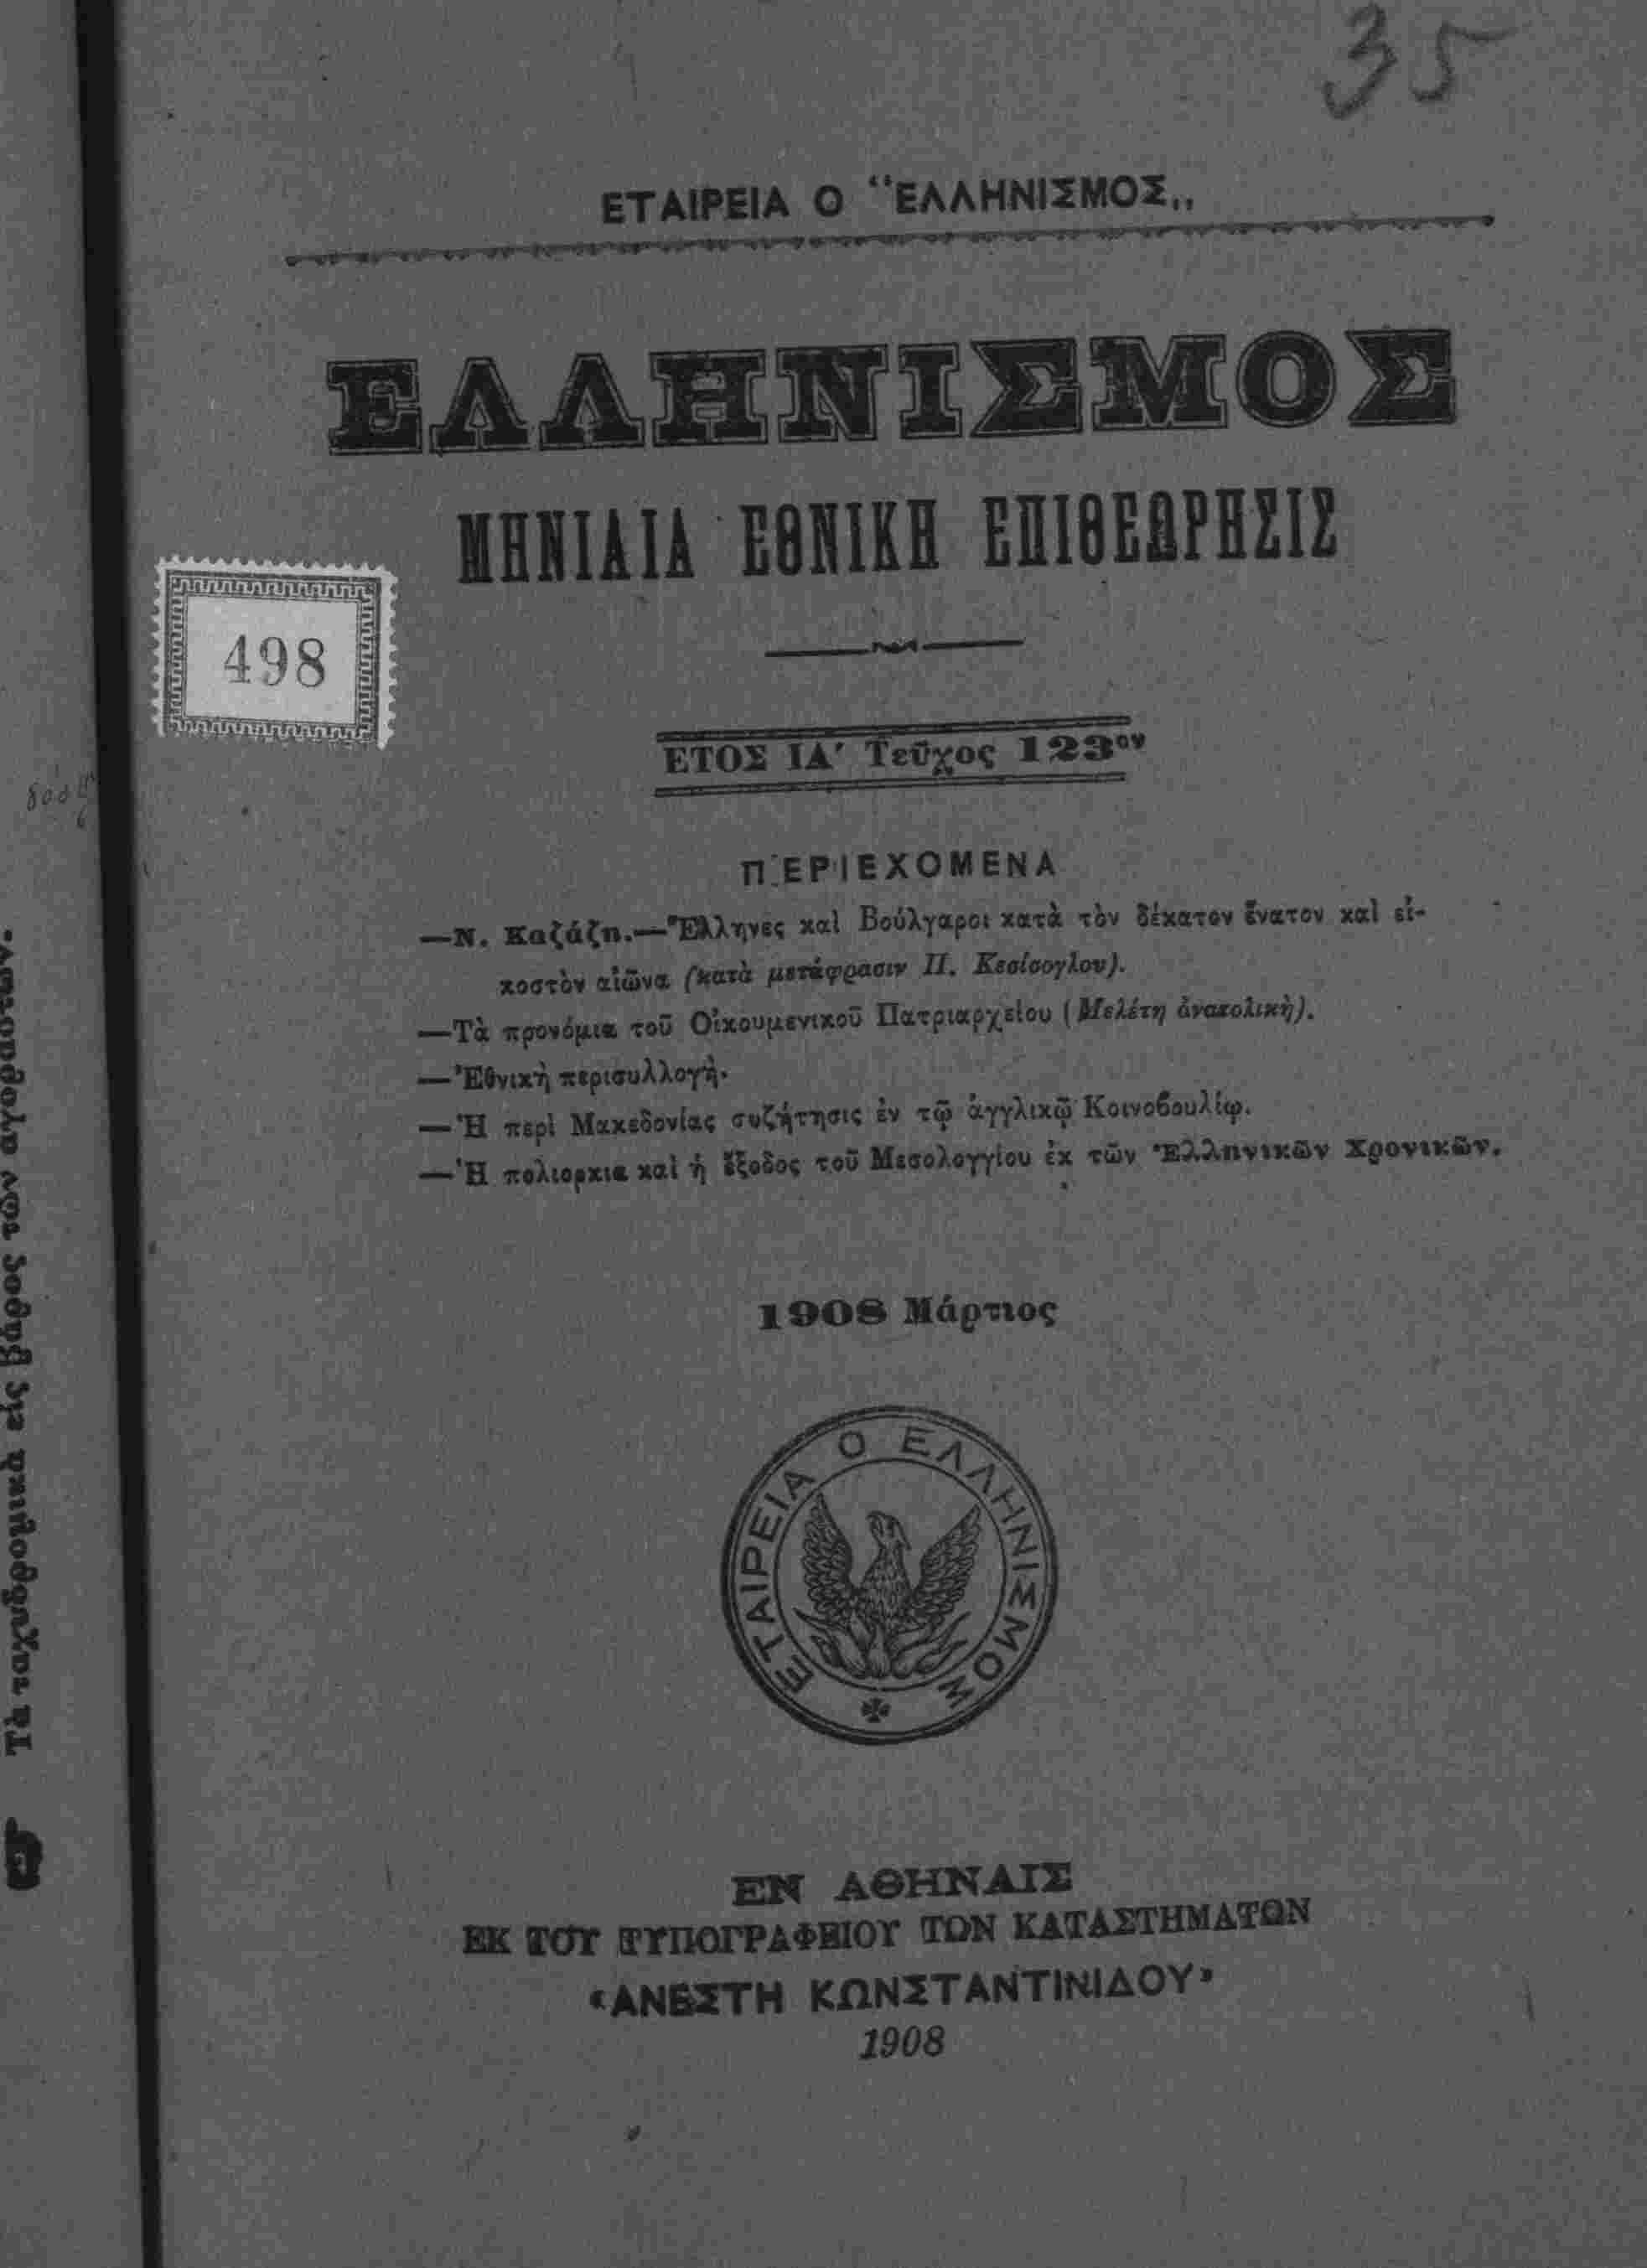 35
ΕΤΑΙΡΕΙΑ Ο “ΕΛΛΗΝΙΣΜΟΣ„
ΕΛΛΗΝΙΣΜΟΣ
ΜΗΝΙΑΙΑ ΕΘΝΙΚΗ ΕΠΙΘΕΩΡΗΣΙΣ
498
ΕΤΟΣ ΙΑ′ Τεῦχος 123ον
ΠΕΡΙΕΧΟΜΕΝΑ
—Ν. Καζάζη.—Ἕλληνες καὶ Βούλγαροι κατὰ τὸν δέκατον ἔνατον καὶ εἰ-
κοστὸν αἰῶνα (κατὰ μετάφρασιν Π. Κεσίσογλου).
—Τὰ προνόμια τοῦ Οἰκουμενικοῦ Πατριαρχείου (Μελέτη ἀνατολικὴ).
—Ἐθνικὴ περισυλλογή.
—Ἡ περὶ Μακεδονίας συζήτησις ἐν τῷ ἀγγλικῷ Κοινοβουλίῳ.
—Ἡ πολιορκια καὶ ἡ ἔξοδος τοῦ Μεσολογγίου ἐκ τῶν Ἑλληνικῶν Χρονικῶν.
1908 Μάρτιος
ΕΤΑΙΡΕΙΑ Ο ΕΛΛΗΝΙΣΜΟΣ
ΕΝ ΑΘΗΝΑΙΣ
ΕΚ ΤΟΥ ΤΥΠΟΓΡΑΦΕΙΟΥ ΤΩΝ ΚΑΤΑΣΤΗΜΑΤΩΝ
«ΑΝΕΣΤΗ ΚΩΝΣΤΑΝΤΙΝΙΔΟΥ»
1908